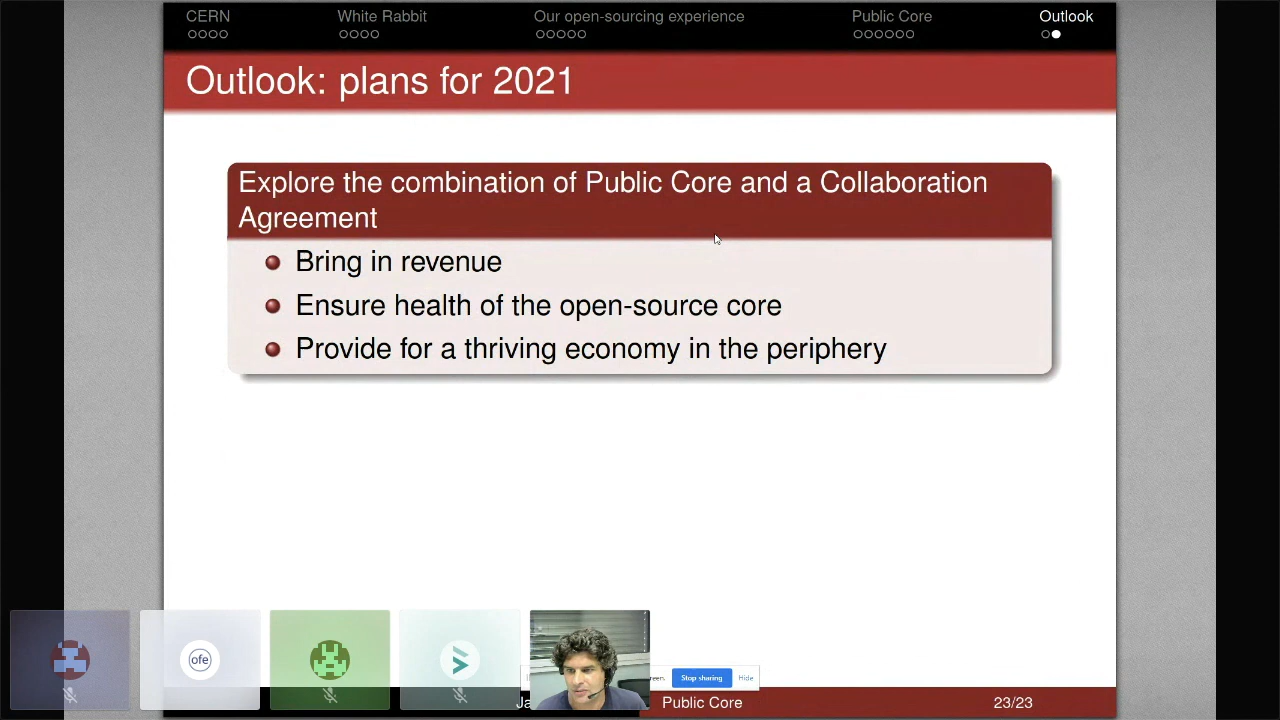 CERN White Rabbit Our open-sourcing experience Public Core Outlook
Outlook: plans for 2021
Explore the combination of Public Core and a Collaboration
Agreement
Bring in revenue
Ensure health of the open-source core
Provide for a thriving economy in the periphery
ofe
Stop sharing Hide
Public Core 23/23